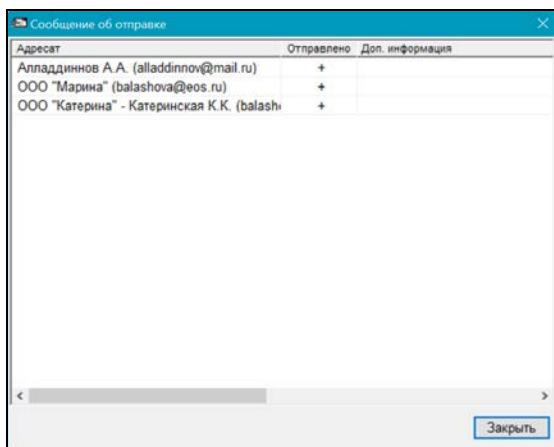 Сообщение об отправке
Адресат Отправлено Доп. информация
Алладдиннов А.А. (alladdinnov@mail.ru) +
ООО "Марина" (balashova@eos.ru) +
ООО "Катерина" - Катеринская К.К. (balash +
Закрыть